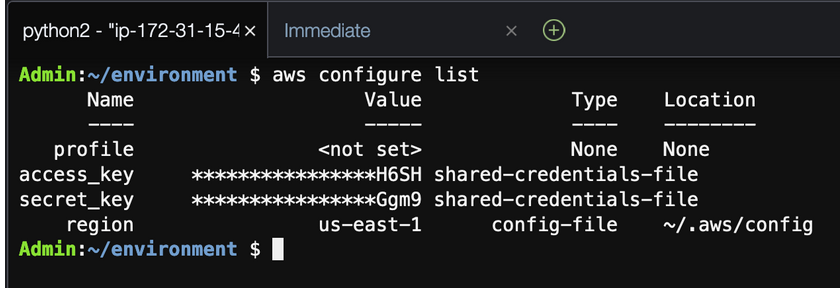 python2 - "ip-172-31-15-4 × Immediate ×
Admin:~/environment $ aws configure list
Name Value Type Location
---- ----- ---- --------
profile <not set> None None
access_key ****************H6SH shared-credentials-file
secret_key ****************Ggm9 shared-credentials-file
region us-east-1 config-file ~/.aws/config
Admin:~/environment $